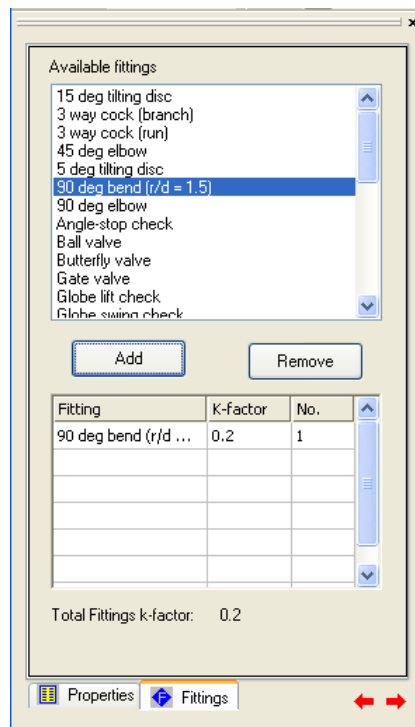 Available fittings
15 deg tilting disc
3 way cock (branch)
3 way cock (run)
45 deg elbow
5 deg tilting disc
90 deg bend (r/d = 1.5)
90 deg elbow
Angle-stop check
Ball valve
Butterfly valve
Gate valve
Globe lift check
Globe swing check
Add Remove
Fitting K-factor No.
90 deg bend (r/d ... 0.2 1
Total Fittings k-factor: 0.2
Properties F Fittings